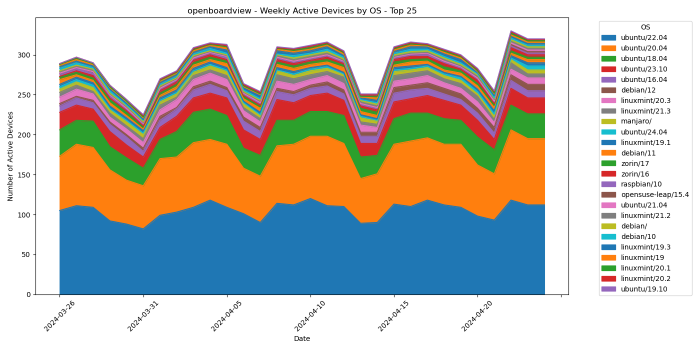 openboardview - Weekly Active Devices by OS - Top 25
Number of Active Devices
300
250
200
150
100
50
0
2024-03-26
2024-03-31
2024-04-05
2024-04-10
2024-04-15
2024-04-20
Date
OS
ubuntu/22.04
ubuntu/20.04
ubuntu/18.04
ubuntu/23.10
ubuntu/16.04
debian/12
linuxmint/20.3
linuxmint/21.3
manjaro/
ubuntu/24.04
linuxmint/19.1
debian/11
zorin/17
zorin/16
raspbian/10
opensuse-leap/15.4
ubuntu/21.04
linuxmint/21.2
debian/
debian/10
linuxmint/19.3
linuxmint/19
linuxmint/20.1
linuxmint/20.2
ubuntu/19.10